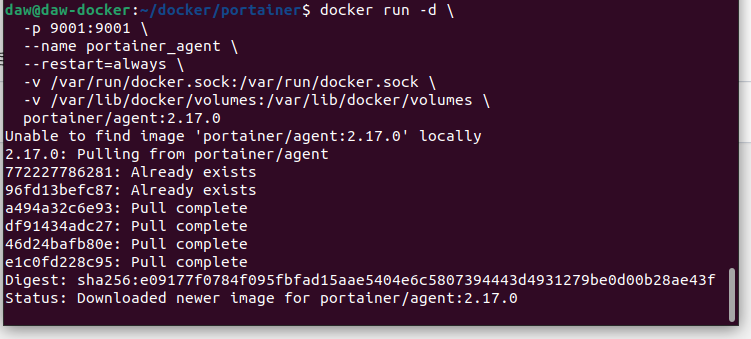 daw@daw-docker:~/docker/portainer$ docker run -d \
  -p 9001:9001 \
  --name portainer_agent \
  --restart=always \
  -v /var/run/docker.sock:/var/run/docker.sock \
  -v /var/lib/docker/volumes:/var/lib/docker/volumes \
  portainer/agent:2.17.0
Unable to find image 'portainer/agent:2.17.0' locally
2.17.0: Pulling from portainer/agent
772227786281: Already exists
96fd13befc87: Already exists
a494a32c6e93: Pull complete
df91434adc27: Pull complete
46d24bafb80e: Pull complete
e1c0fd228c95: Pull complete
Digest: sha256:e09177f0784f095fbfad15aae5404e6c5807394443d4931279be0d00b28ae43f
Status: Downloaded newer image for portainer/agent:2.17.0